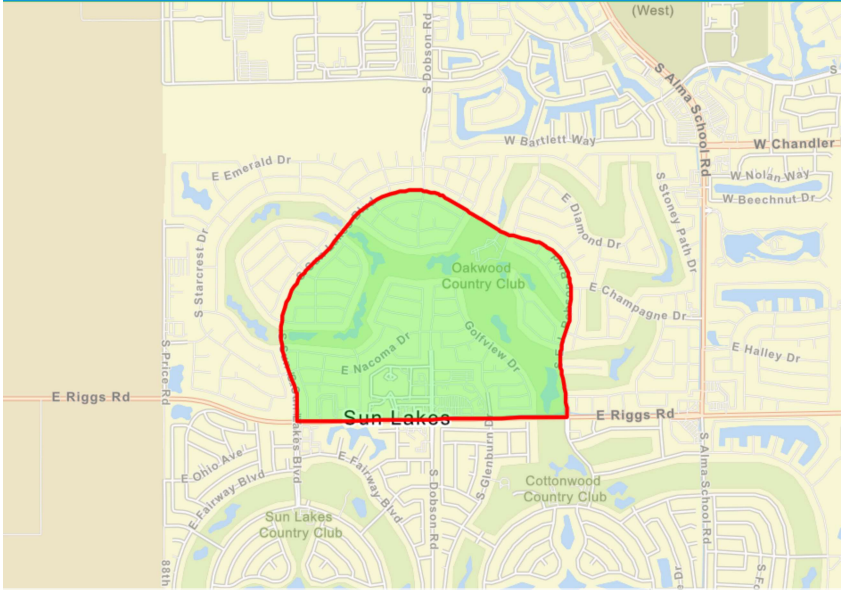 (West)
S Dobson Rd
S Alma School Rd
S
W Bartlett Way
W Chandler
E Emerald Dr
W Nolan Way
W Beechnut Dr
E Diamond Dr
S Stoney Path Dr
S Starcrest Dr
Oakwood
Country Club
E Champagne Dr
S Price Rd
E Nacoma Dr
Golfview Dr
E Halley Dr
E Riggs Rd
Sun Lakes
E Riggs Rd
E Ohio Ave
E Fairway Blvd
E Fairway Blvd
S Dobson Rd
S Glenburn Dr
S Alma School Rd
Cottonwood
Country Club
Sun Lakes
Country Club
88th